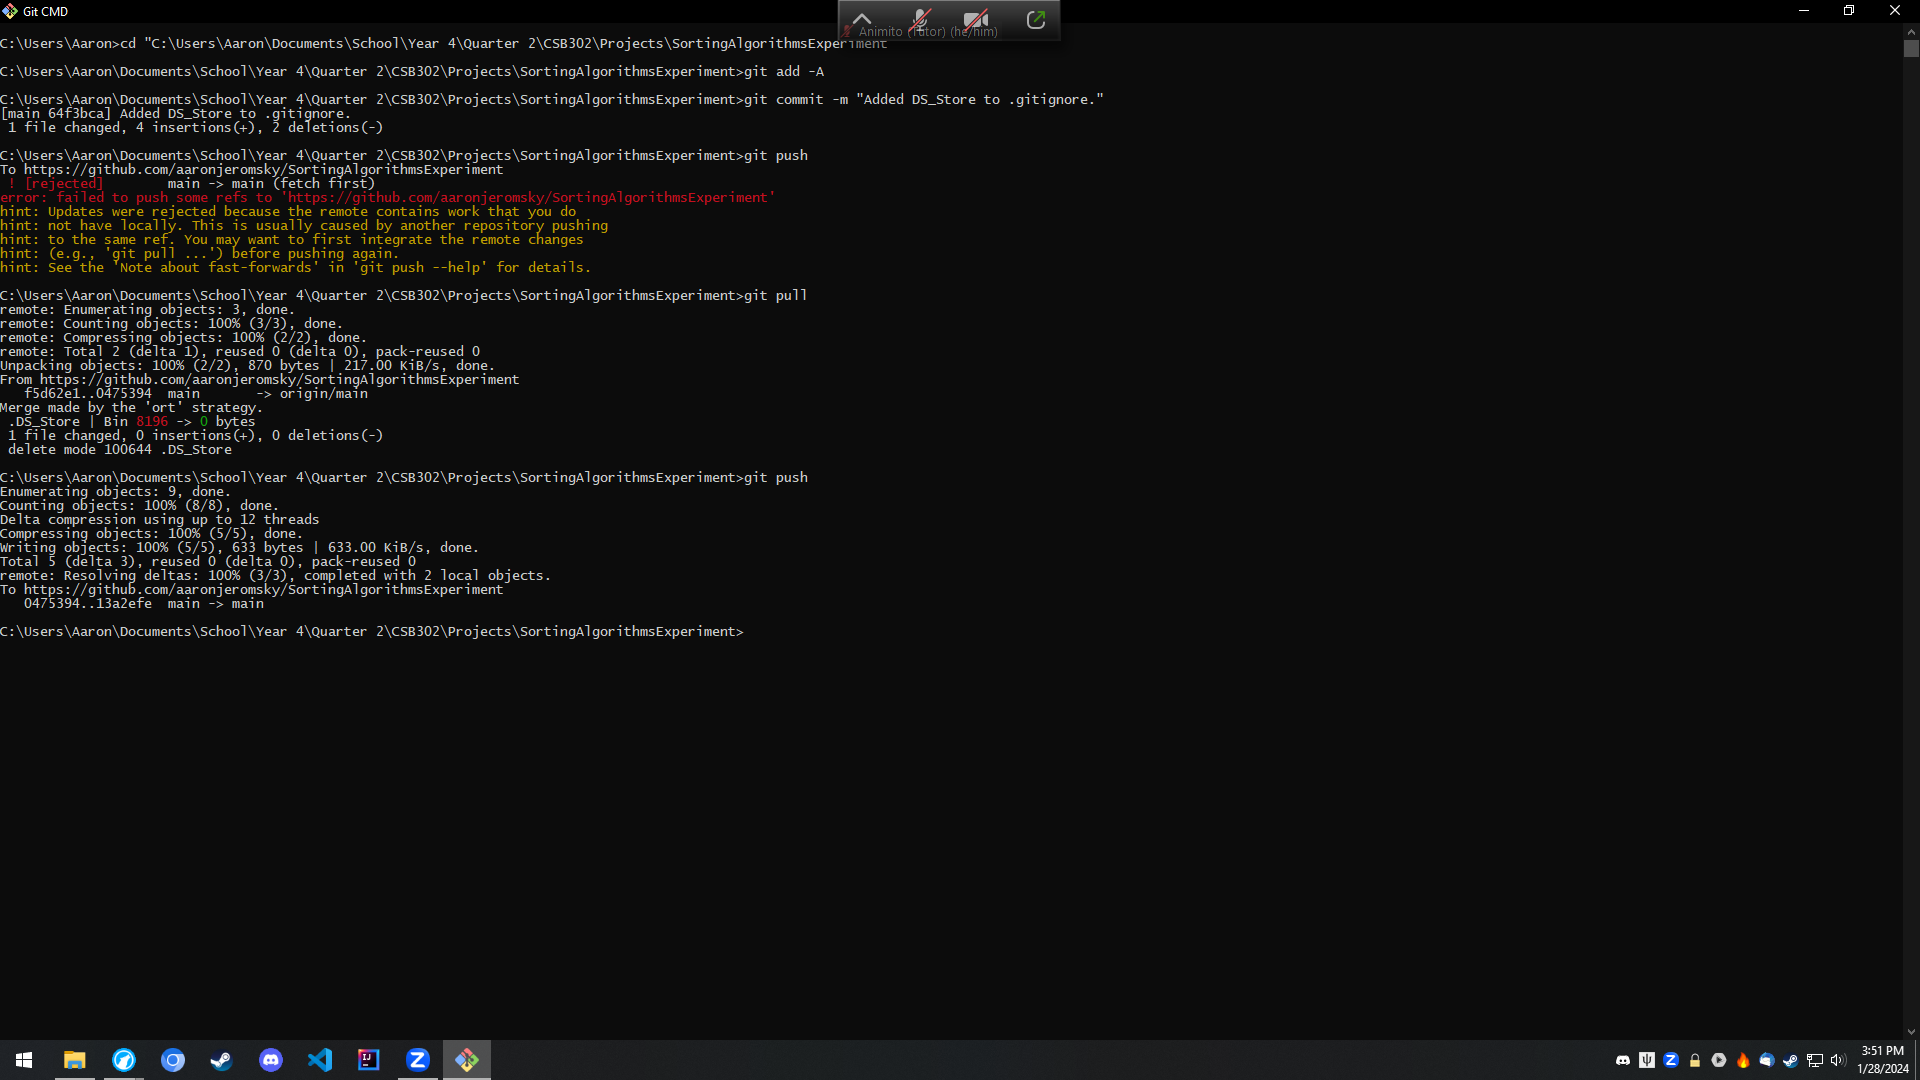 Git CMD
Animito (Tutor) (he/him)
C:\Users\Aaron>cd "C:\Users\Aaron\Documents\School\Year 4\Quarter 2\CSB302\Projects\SortingAlgorithmsExperiment
C:\Users\Aaron\Documents\School\Year 4\Quarter 2\CSB302\Projects\SortingAlgorithmsExperiment>git add -A
C:\Users\Aaron\Documents\School\Year 4\Quarter 2\CSB302\Projects\SortingAlgorithmsExperiment>git commit -m "Added DS_Store to .gitignore."
[main 64f3bca] Added DS_Store to .gitignore.
1 file changed, 4 insertions(+), 2 deletions(-)
C:\Users\Aaron\Documents\School\Year 4\Quarter 2\CSB302\Projects\SortingAlgorithmsExperiment>git push
To https://github.com/aaronjeromsky/SortingAlgorithmsExperiment
! [rejected]        main -> main (fetch first)
error: failed to push some refs to 'https://github.com/aaronjeromsky/SortingAlgorithmsExperiment'
hint: Updates were rejected because the remote contains work that you do
hint: not have locally. This is usually caused by another repository pushing
hint: to the same ref. You may want to first integrate the remote changes
hint: (e.g., 'git pull ...') before pushing again.
hint: See the 'Note about fast-forwards' in 'git push --help' for details.
C:\Users\Aaron\Documents\School\Year 4\Quarter 2\CSB302\Projects\SortingAlgorithmsExperiment>git pull
remote: Enumerating objects: 3, done.
remote: Counting objects: 100% (3/3), done.
remote: Compressing objects: 100% (2/2), done.
remote: Total 2 (delta 1), reused 0 (delta 0), pack-reused 0
Unpacking objects: 100% (2/2), 870 bytes | 217.00 KiB/s, done.
From https://github.com/aaronjeromsky/SortingAlgorithmsExperiment
f5d62e1..0475394  main       -> origin/main
Merge made by the 'ort' strategy.
.DS_Store | Bin 8196 -> 0 bytes
1 file changed, 0 insertions(+), 0 deletions(-)
delete mode 100644 .DS_Store
C:\Users\Aaron\Documents\School\Year 4\Quarter 2\CSB302\Projects\SortingAlgorithmsExperiment>git push
Enumerating objects: 9, done.
Counting objects: 100% (8/8), done.
Delta compression using up to 12 threads
Compressing objects: 100% (5/5), done.
Writing objects: 100% (5/5), 633 bytes | 633.00 KiB/s, done.
Total 5 (delta 3), reused 0 (delta 0), pack-reused 0
remote: Resolving deltas: 100% (3/3), completed with 2 local objects.
To https://github.com/aaronjeromsky/SortingAlgorithmsExperiment
0475394..13a2efe  main -> main
C:\Users\Aaron\Documents\School\Year 4\Quarter 2\CSB302\Projects\SortingAlgorithmsExperiment>
3:51 PM
1/28/2024